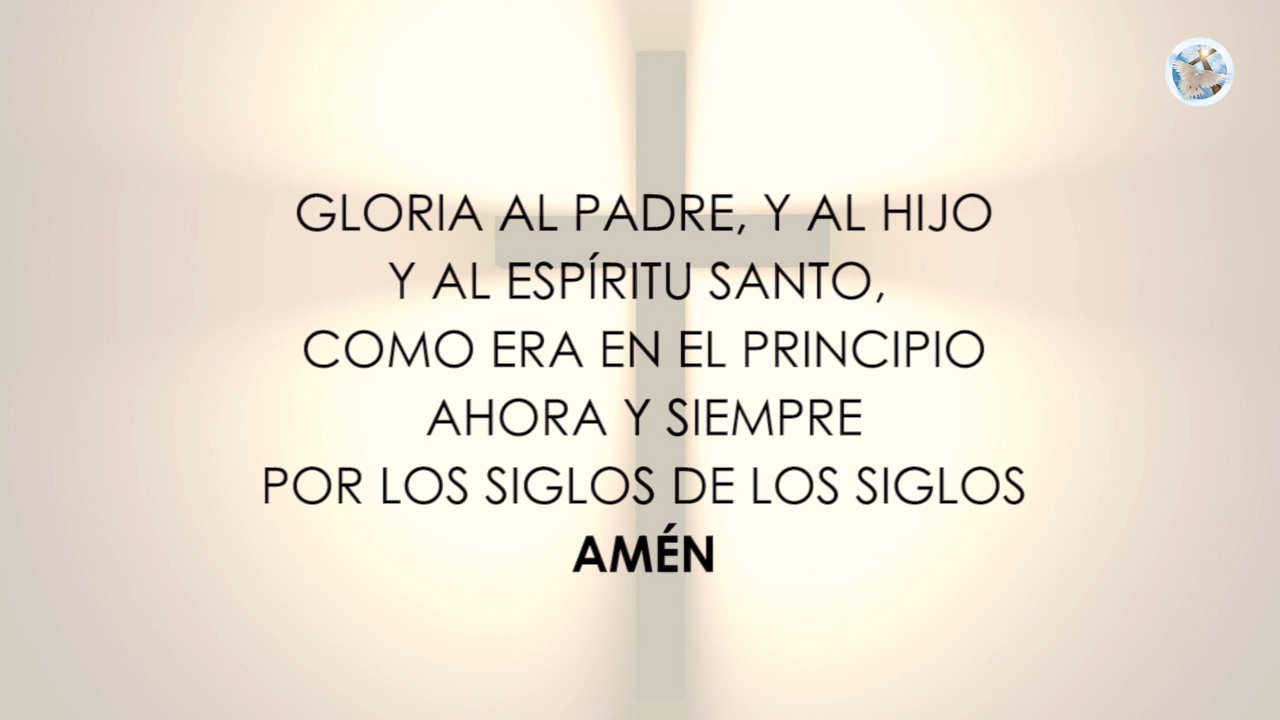 GLORIA AL PADRE, Y AL HIJO
Y AL ESPÍRITU SANTO,
COMO ERA EN EL PRINCIPIO
AHORA Y SIEMPRE
POR LOS SIGLOS DE LOS SIGLOS
AMÉN